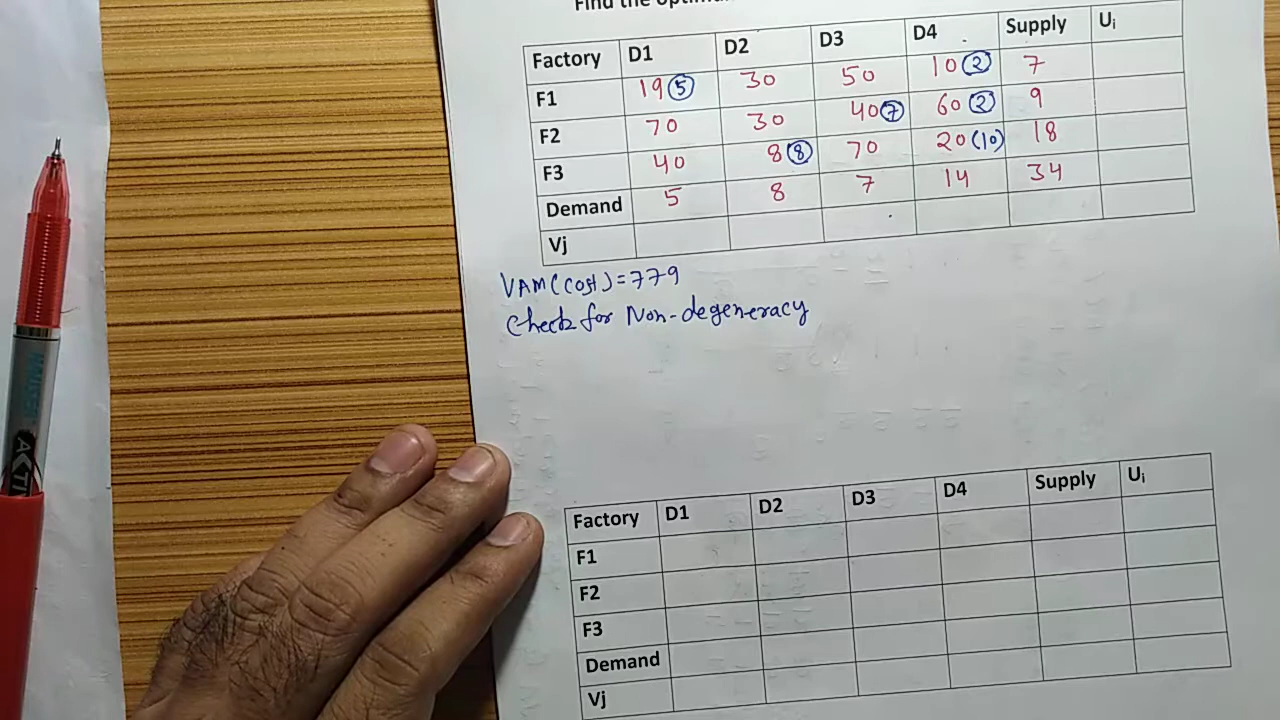 Find the
Factory D1 D2 D3 D4 Supply Ui
F1 19 (5) 30 50 10 (2) 7
F2 70 30 40 (7) 60 (2) 9
F3 40 8 (8) 70 20 (10) 18
Demand 5 8 7 14 34
Vj
VAM(cost)=779
Check for Non-degeneracy
Factory D1 D2 D3 D4 Supply Ui
F1
F2
F3
Demand
Vj